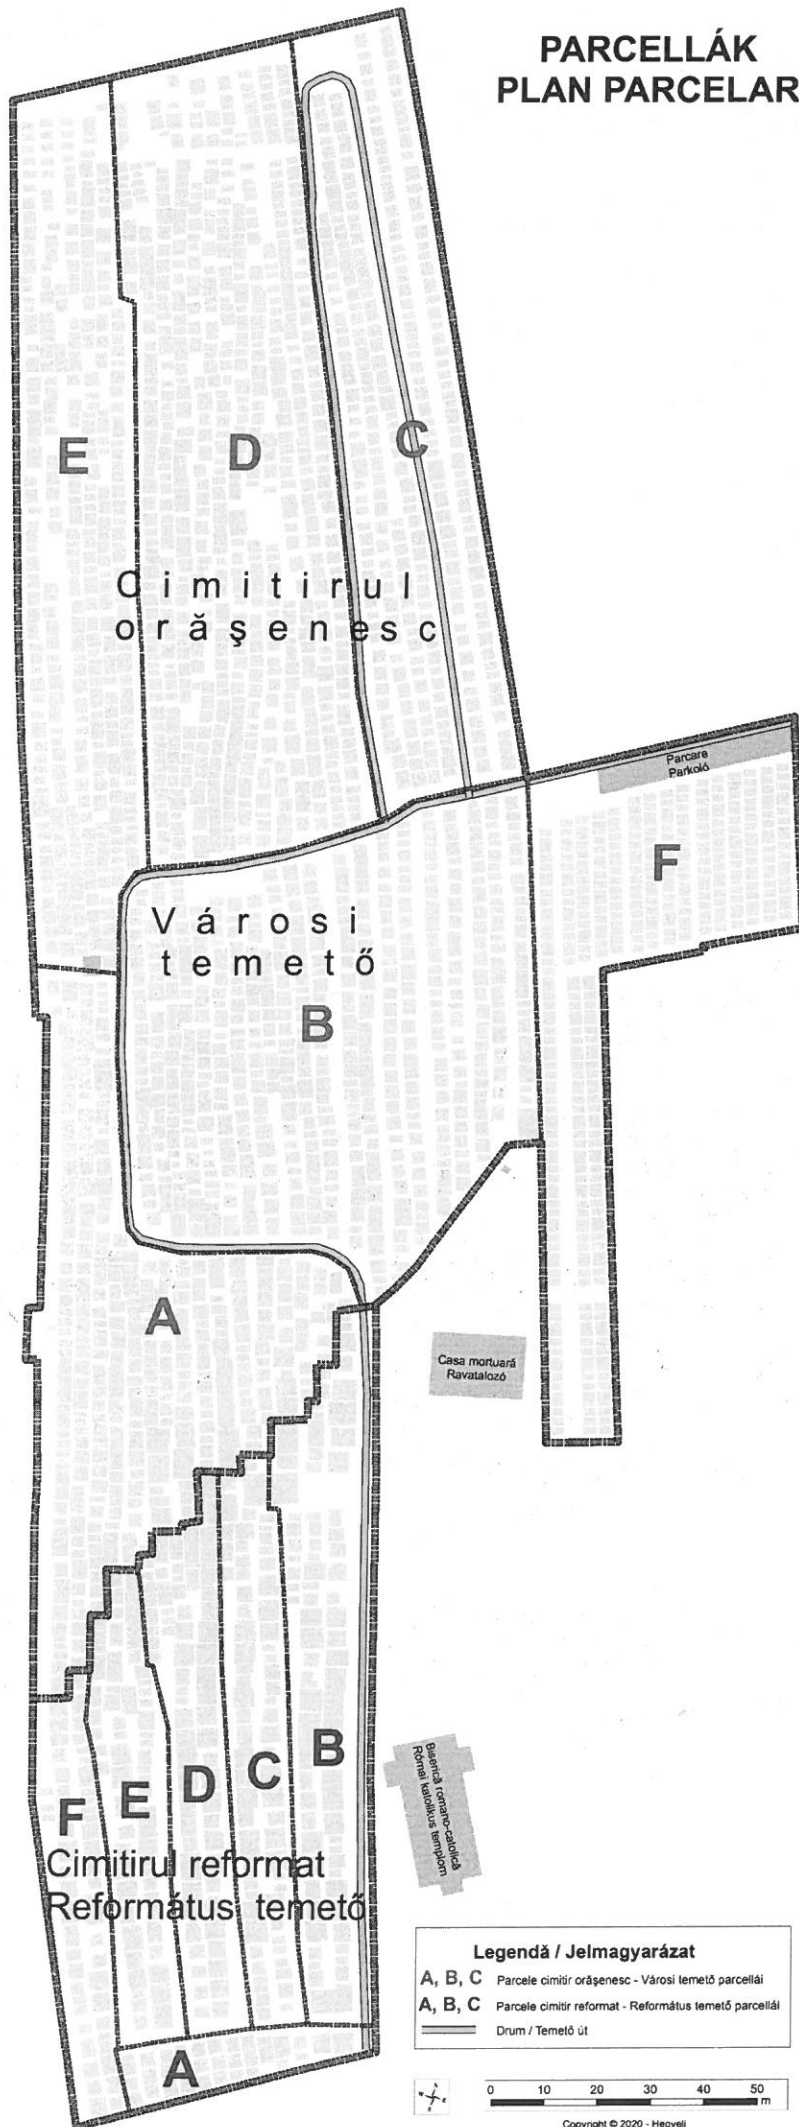 PARCELLÁK
PLAN PARCELAR
E
D
C
Cimitirul
orăşenesc
Parcare
Parkoló
F
Városi
temető
B
A
Casa mortuară
Ravatalozó
B
C
D
E
F
Biserică romano-catolică
Római katolikus templom
Cimitirul reformat
Református temető
A
Legendă / Jelmagyarázat
A, B, C Parcele cimitir orăşenesc - Városi temető parcellái
A, B, C Parcele cimitir reformat - Református temető parcellái
Drum / Temető út
0 10 20 30 40 50
m
Copyright © 2020 - Hegveli